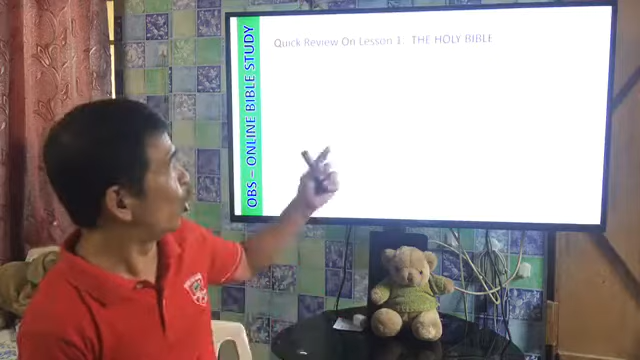 Quick Review On Lesson 1: THE HOLY BIBLE
OBS – ONLINE BIBLE STUDY